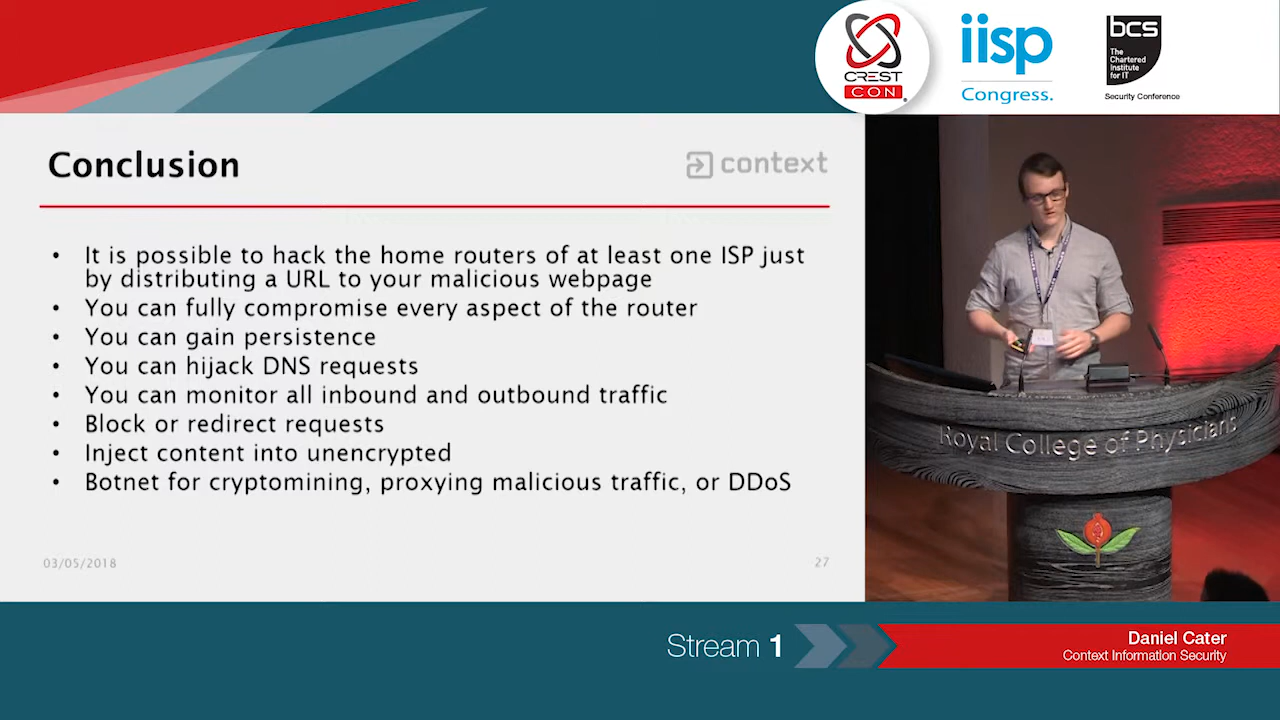 CREST
CON
iisp
Congress.
bcs
The
Chartered
Institute
for IT
Security Conference
Conclusion
context
• It is possible to hack the home routers of at least one ISP just
by distributing a URL to your malicious webpage
• You can fully compromise every aspect of the router
• You can gain persistence
• You can hijack DNS requests
• You can monitor all inbound and outbound traffic
• Block or redirect requests
• Inject content into unencrypted
• Botnet for cryptomining, proxying malicious traffic, or DDoS
03/05/2018
27
Royal College of Physicians
Stream 1
Daniel Cater
Context Information Security